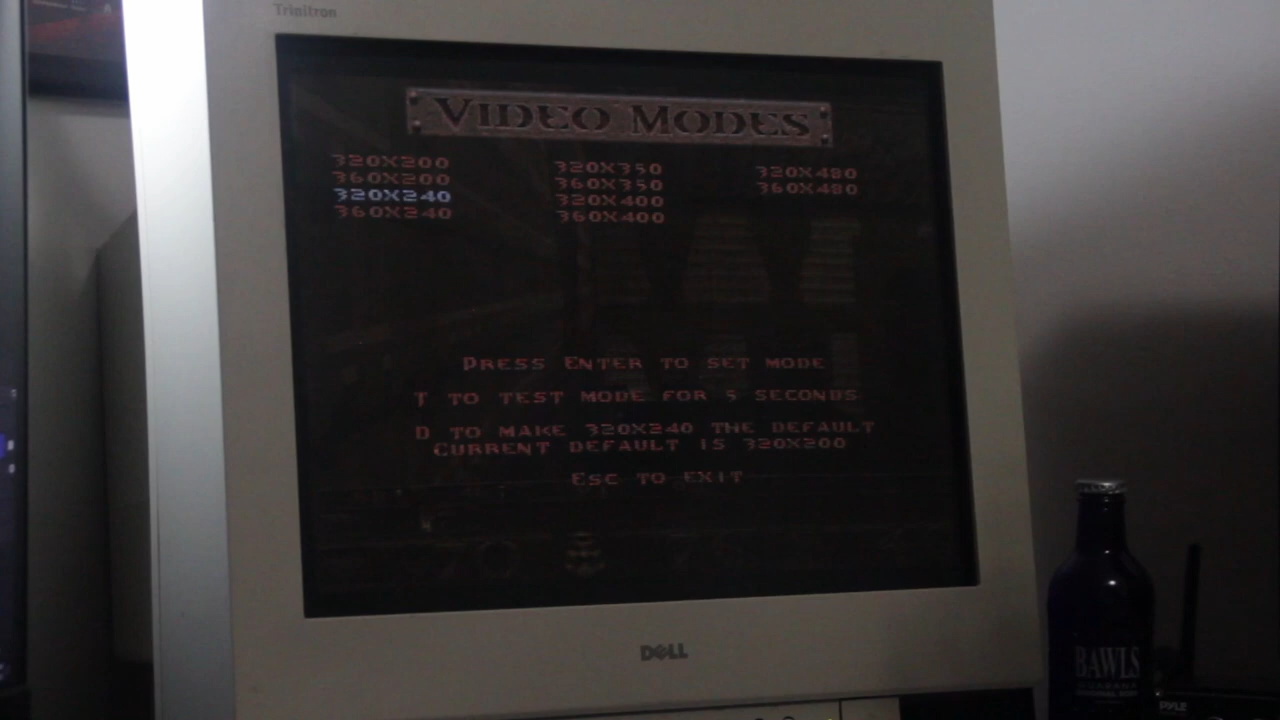 Trinitron
VIDEO MODES
320X200 320X350 320X480
360X200 360X350 360X480
320X240 320X400
360X240 360X400
PRESS ENTER TO SET MODE
T TO TEST MODE FOR 5 SECONDS
D TO MAKE 320X240 THE DEFAULT
CURRENT DEFAULT IS 320X200
ESC TO EXIT
DELL
BAWLS
GUARANA
PYLE